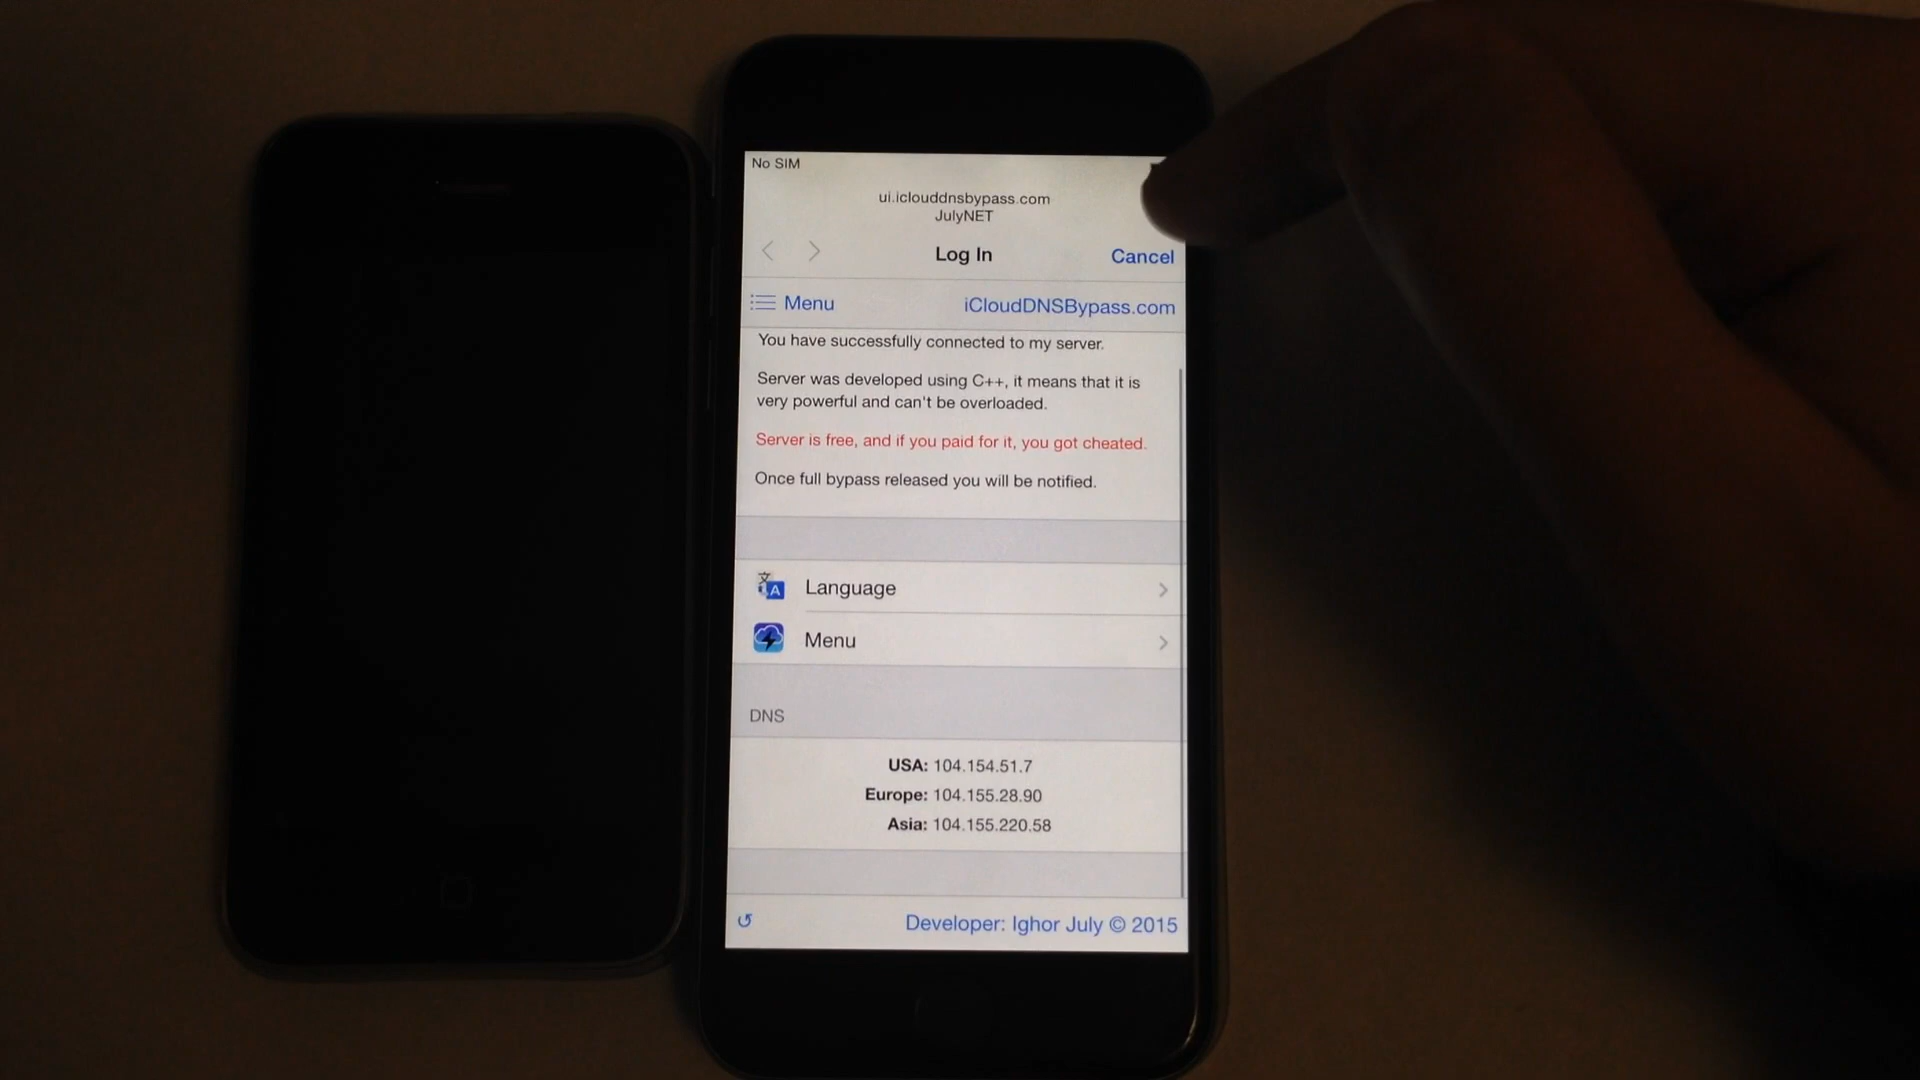 No SIM
ui.iclouddnsbypass.com
JulyNET
Log In
Cancel
Menu
iCloudDNSBypass.com
You have successfully connected to my server.
Server was developed using C++, it means that it is
very powerful and can't be overloaded.
Server is free, and if you paid for it, you got cheated.
Once full bypass released you will be notified.
Language
Menu
DNS
USA: 104.154.51.7
Europe: 104.155.28.90
Asia: 104.155.220.58
Developer: Ighor July © 2015